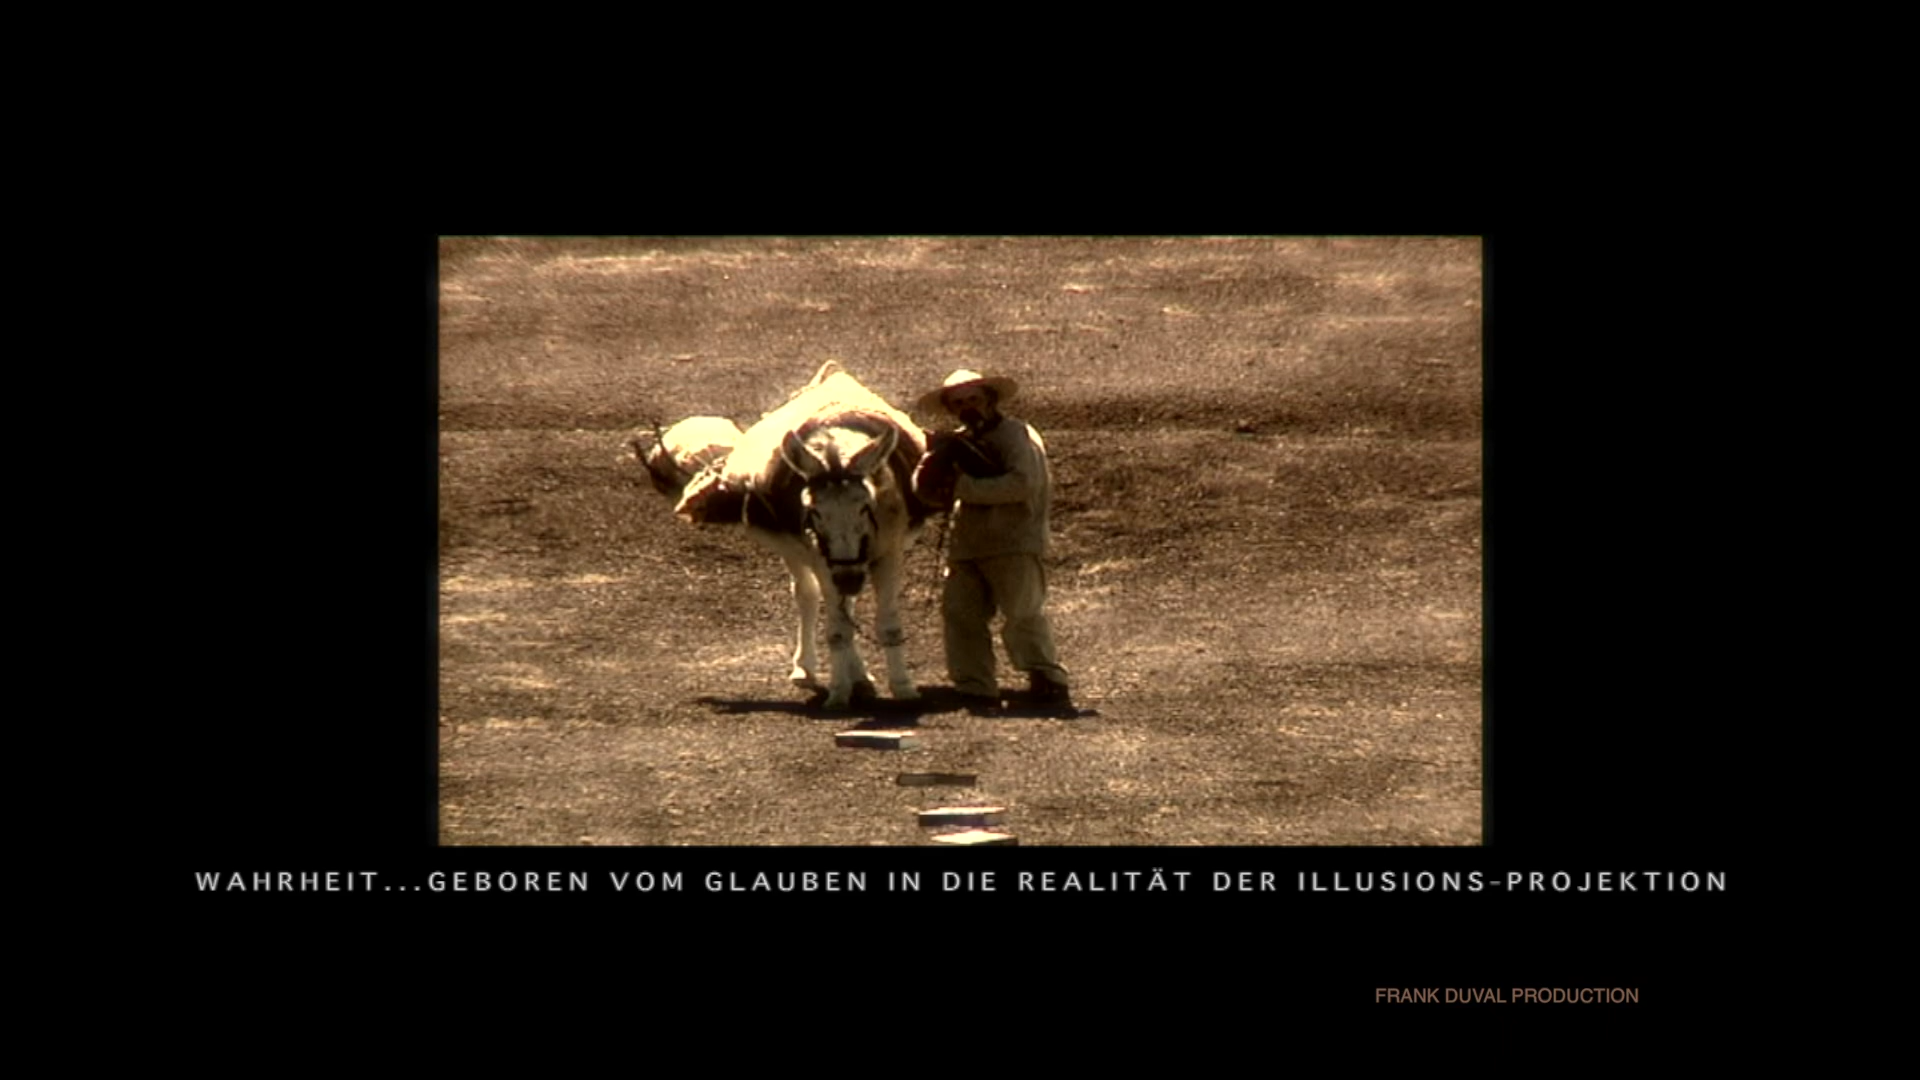 WAHRHEIT...GEBOREN VOM GLAUBEN IN DIE REALITÄT DER ILLUSIONS-PROJEKTION
FRANK DUVAL PRODUCTION